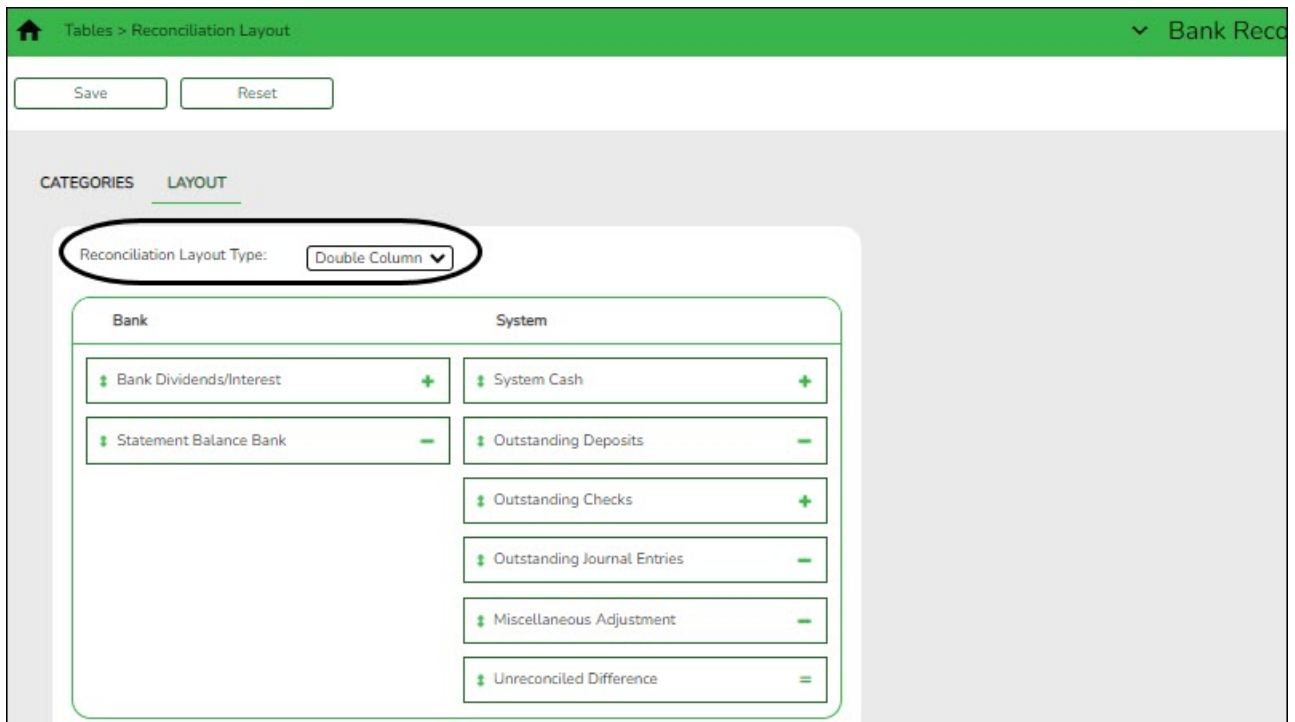 Tables > Reconciliation Layout
Bank Reco
Save Reset
CATEGORIES LAYOUT
Reconciliation Layout Type: Double Column
Bank System
Bank Dividends/Interest + System Cash +
Statement Balance Bank − Outstanding Deposits −
Outstanding Checks +
Outstanding Journal Entries −
Miscellaneous Adjustment −
Unreconciled Difference =